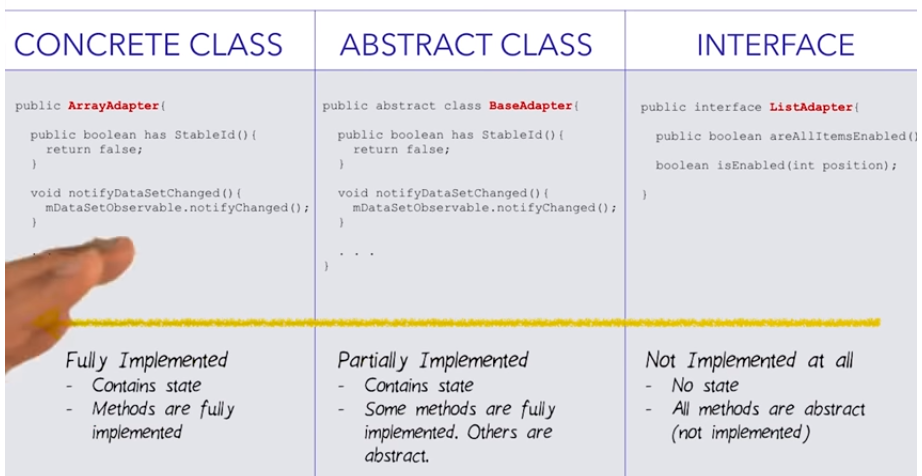 CONCRETE CLASS
public ArrayAdapter{
public boolean has StableId(){
return false;
}
void notifyDataSetChanged(){
mDataSetObservable.notifyChanged();
}
Fully Implemented
- Contains state
- Methods are fully
implemented
ABSTRACT CLASS
public abstract class BaseAdapter{
public boolean has StableId(){
return false;
}
void notifyDataSetChanged(){
mDataSetObservable.notifyChanged();
}
. . .
}
Partially Implemented
- Contains state
- Some methods are fully
implemented. Others are
abstract.
INTERFACE
public interface ListAdapter{
public boolean areAllItemsEnabled()
boolean isEnabled(int position);
}
Not Implemented at all
- No state
- All methods are abstract
(not implemented)